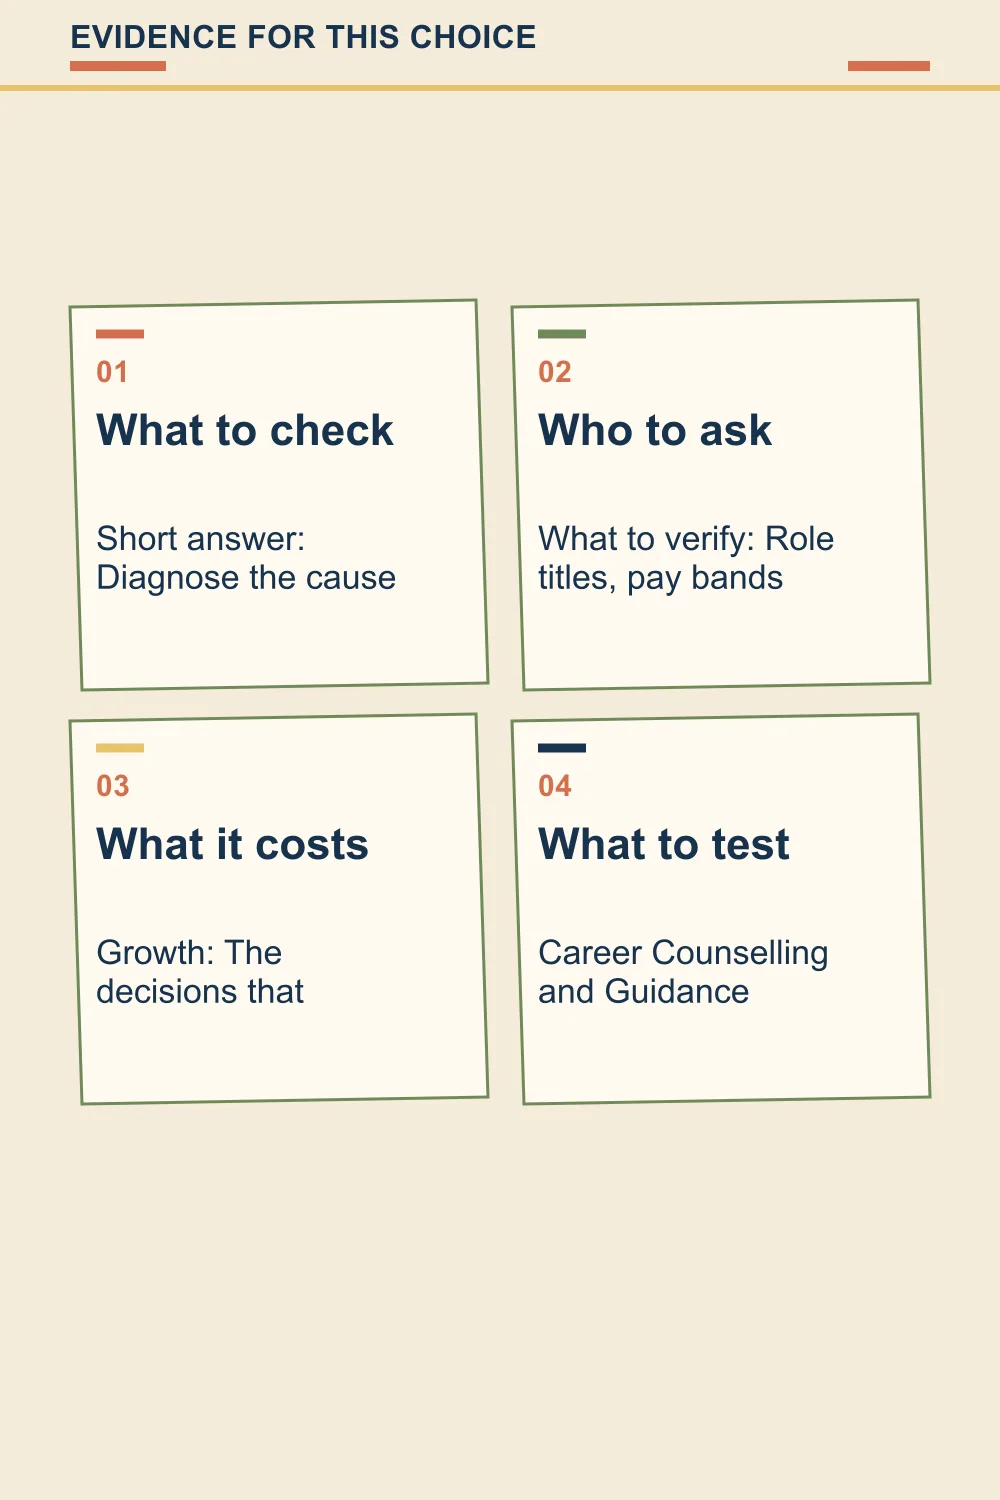 EVIDENCE FOR THIS CHOICE
01
What to check
Short answer:
Diagnose the cause
02
Who to ask
What to verify: Role
titles, pay bands
03
What it costs
Growth: The
decisions that
04
What to test
Career Counselling
and Guidance